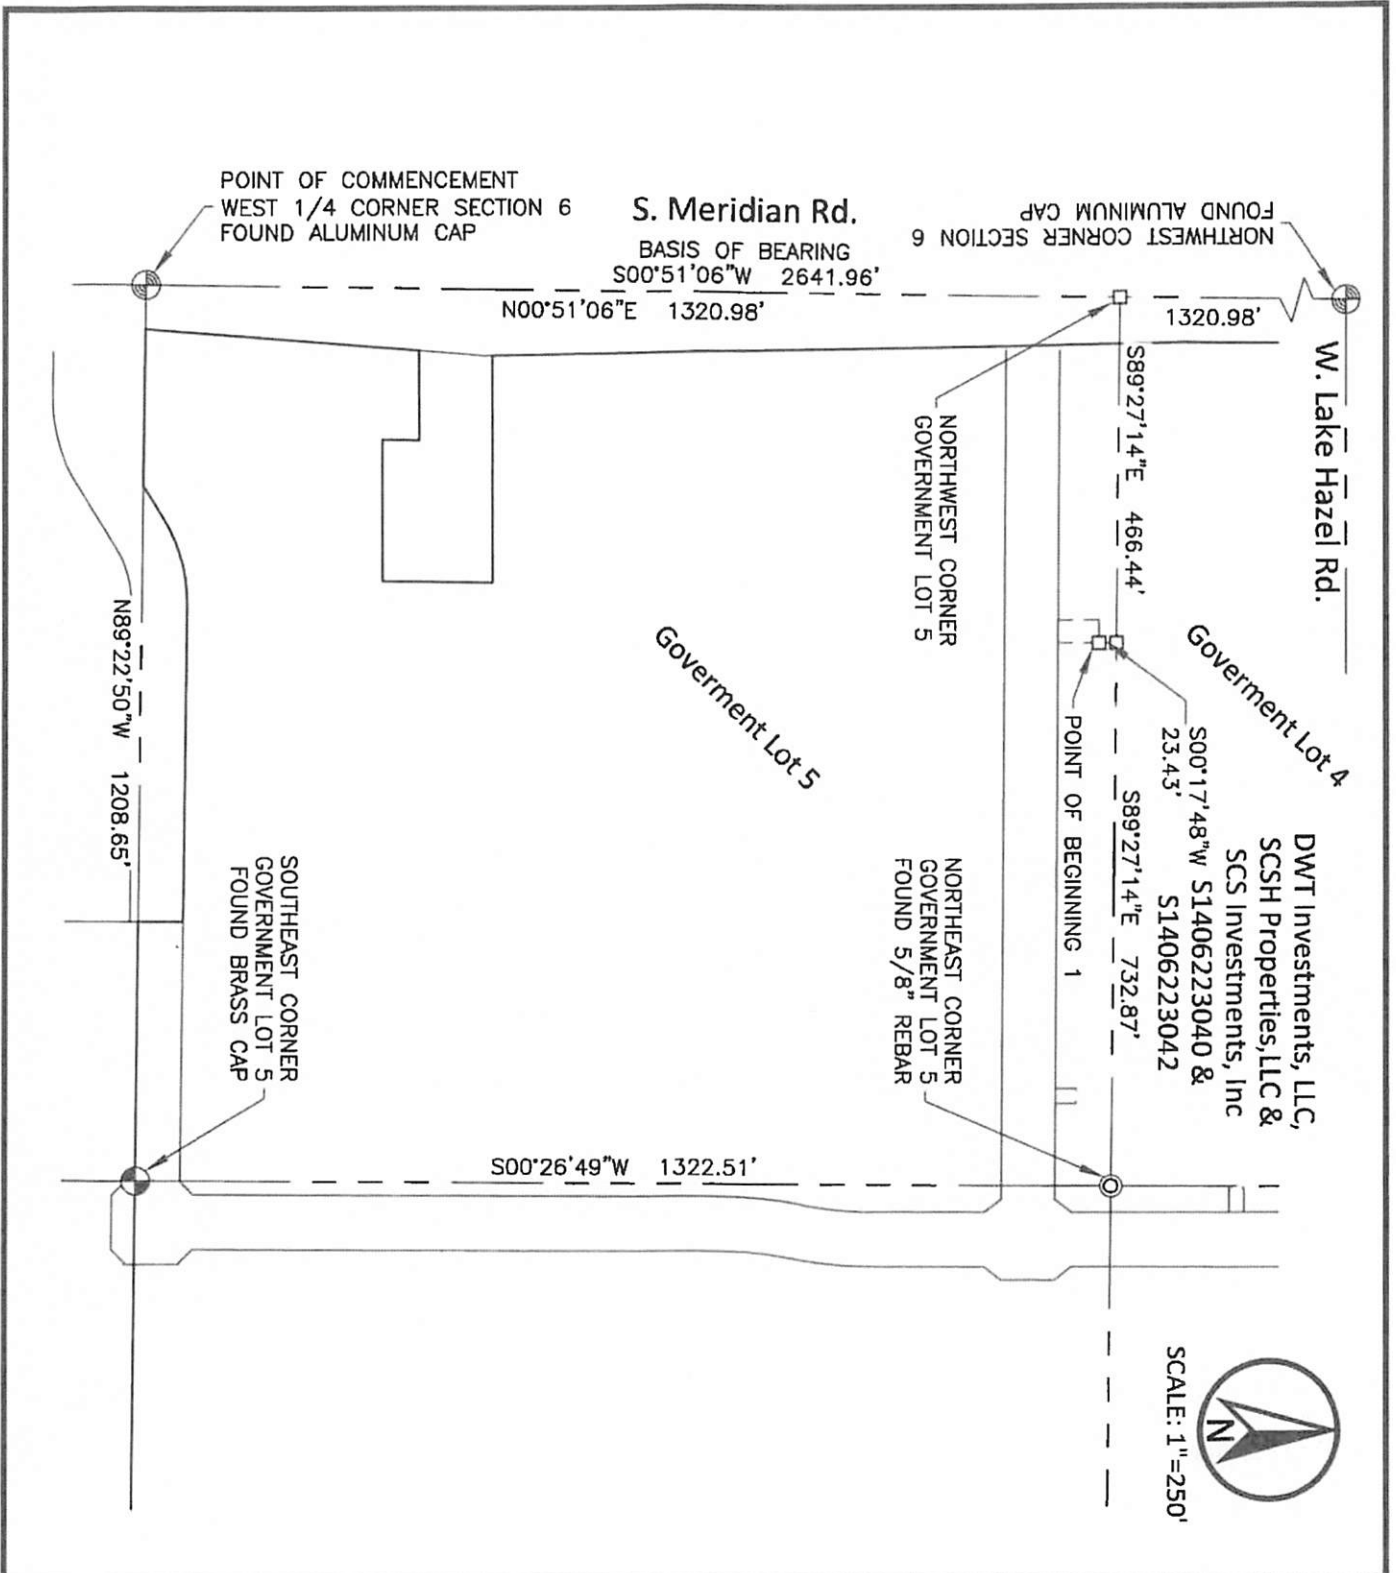 POINT OF COMMENCEMENT
WEST 1/4 CORNER SECTION 6
FOUND ALUMINUM CAP
S. Meridian Rd.
BASIS OF BEARING
S00°51'06"W 2641.96'
N00°51'06"E 1320.98'
NORTHWEST CORNER SECTION 6
FOUND ALUMINUM CAP
1320.98'
W. Lake Hazel Rd.
S89°27'14"E 466.44'
NORTHWEST CORNER
GOVERNMENT LOT 5
Goverment Lot 4
Goverment Lot 5
S00°17'48"W
23.43'
POINT OF BEGINNING 1
S89°27'14"E 732.87'
DWT Investments, LLC,
SCSH Properties,LLC &
SCS Investments, Inc
S1406223040 &
S1406223042
N89°22'50"W 1208.65'
NORTHEAST CORNER
GOVERNMENT LOT 5
FOUND 5/8" REBAR
SOUTHEAST CORNER
GOVERNMENT LOT 5
FOUND BRASS CAP
S00°26'49"W 1322.51'
N
SCALE: 1"=250'